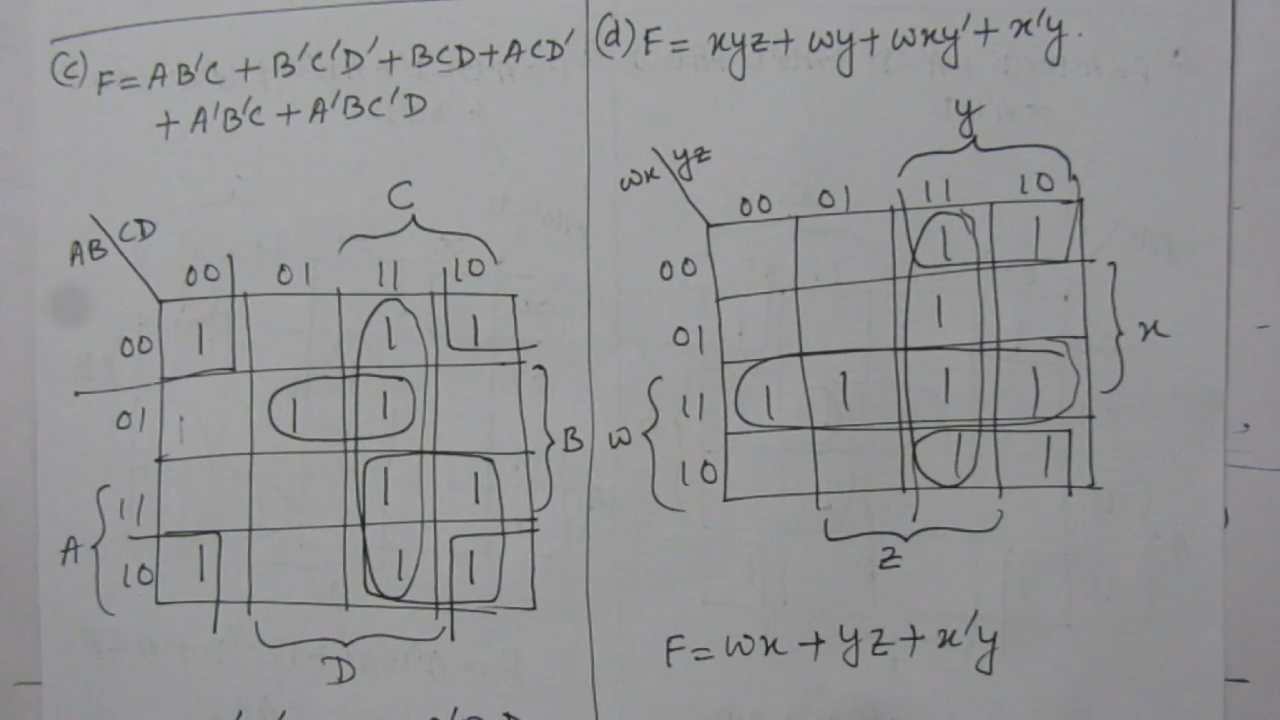 (c) F = AB'C + B'C'D' + BCD + ACD'
+ A'B'C + A'BC'D
C
AB CD
00 01 11 10
00 1 1 1
01 1 1
B
11 1 1
A
10 1 1 1
D
(d) F = xyz + wy + wxy' + x'y.
y
wx yz
00 01 11 10
00 1 1
01 1
x
11 1 1 1 1
w
10 1 1
z
F = wx + yz + x'y